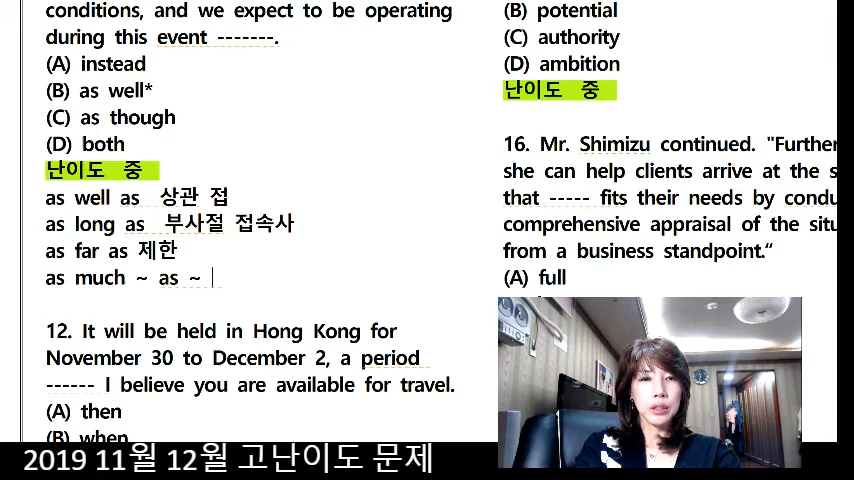 conditions, and we expect to be operating
during this event -------.
(A) instead
(B) as well*
(C) as though
(D) both
난이도 중
as well as 상관 접
as long as 부사절 접속사
as far as 제한
as much ~ as ~
12. It will be held in Hong Kong for
November 30 to December 2, a period
------ I believe you are available for travel.
(A) then
(B) when
(B) potential
(C) authority
(D) ambition
난이도 중
16. Mr. Shimizu continued. "Further
she can help clients arrive at the s
that ----- fits their needs by condu
comprehensive appraisal of the situ
from a business standpoint.“
(A) full
2019 11월 12월 고난이도 문제